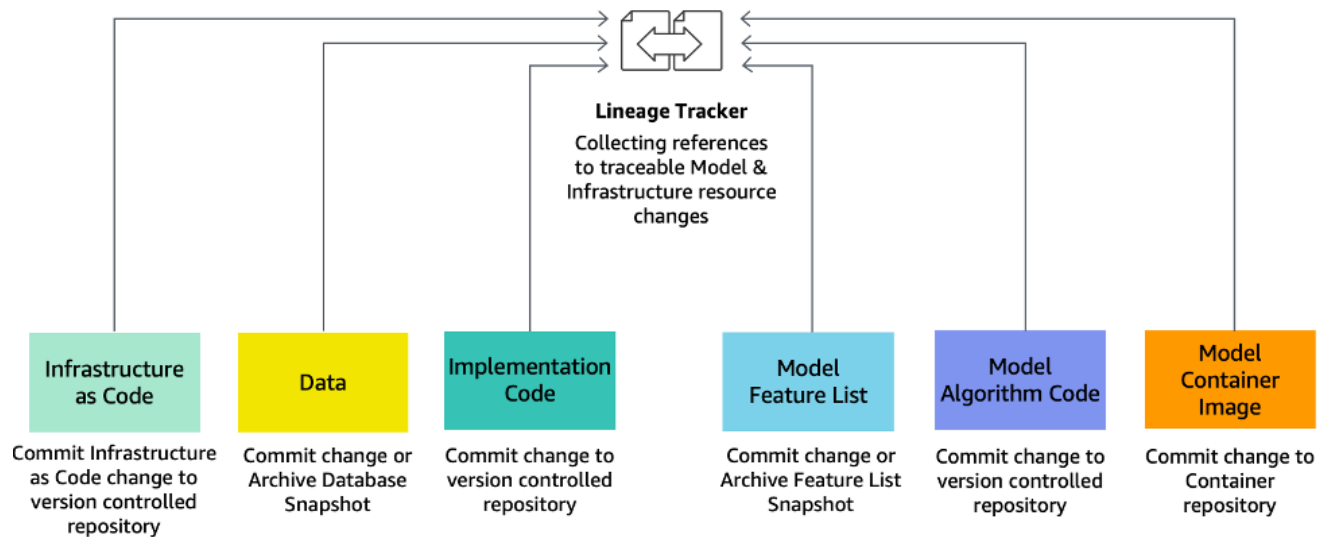 Lineage Tracker
Collecting references
to traceable Model &
Infrastructure resource
changes
Infrastructure
as Code
Data
Implementation
Code
Model
Feature List
Model
Algorithm Code
Model
Container
Image
Commit Infrastructure
as Code change to
version controlled
repository
Commit change or
Archive Database
Snapshot
Commit change to
version controlled
repository
Commit change or
Archive Feature List
Snapshot
Commit change to
version controlled
repository
Commit change to
Container
repository